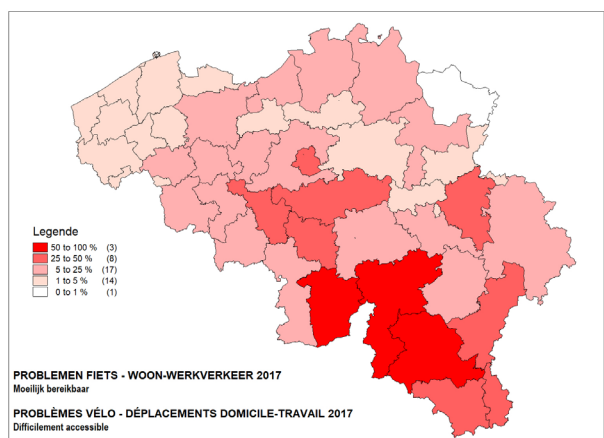 Legende
50 to 100 % (3)
25 to 50 % (8)
5 to 25 % (17)
1 to 5 % (14)
0 to 1 % (1)
PROBLEMEN FIETS - WOON-WERKVERKEER 2017
Moeilijk bereikbaar
PROBLÈMES VÉLO - DÉPLACEMENTS DOMICILE-TRAVAIL 2017
Difficilement accessible